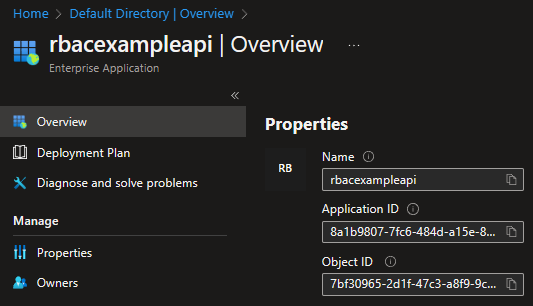 Home > Default Directory | Overview >
rbacexampleapi | Overview ...
Enterprise Application
«
Overview
Deployment Plan
Diagnose and solve problems
Manage
Properties
Owners
Properties
RB
Name
rbacexampleapi
Application ID
8a1b9807-7fc6-484d-a15e-8...
Object ID
7bf30965-2d1f-47c3-a8f9-9c...